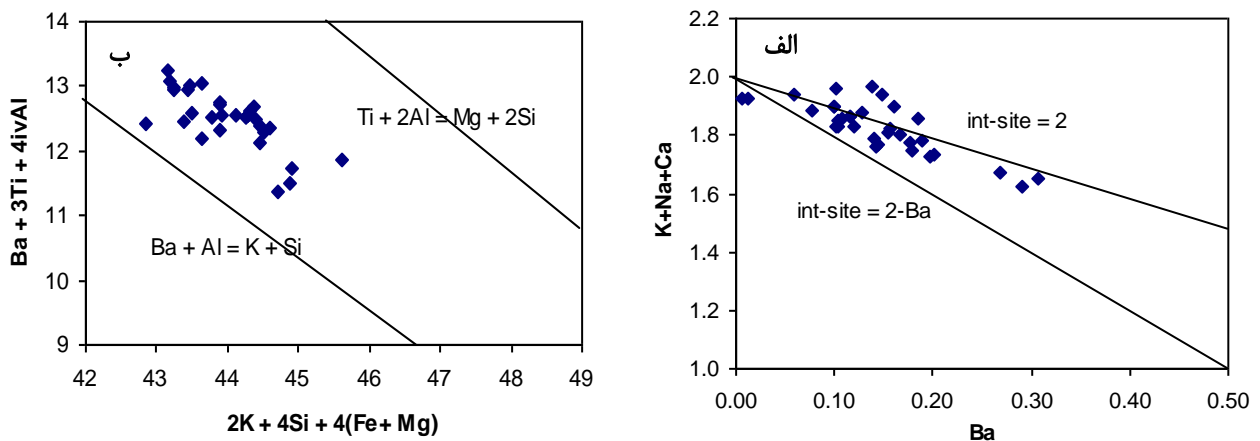 ب
Ba + 3Ti + 4ivAl
14
13
12
11
10
9
Ti + 2Al = Mg + 2Si
Ba + Al = K + Si
42 43 44 45 46 47 48 49
2K + 4Si + 4(Fe+ Mg)
الف
K+Na+Ca
2.2
2.0
1.8
1.6
1.4
1.2
1.0
int-site = 2
int-site = 2-Ba
0.00 0.10 0.20 0.30 0.40 0.50
Ba